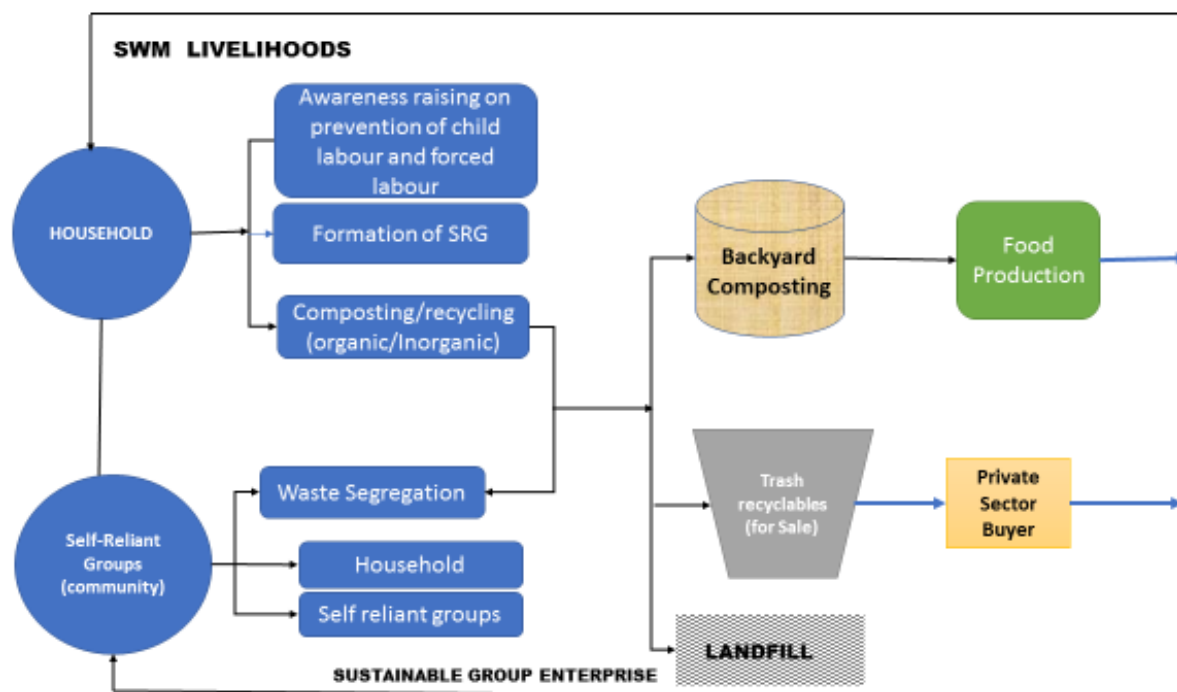 SWM LIVELIHOODS
Awareness raising on
prevention of child
labour and forced
labour
HOUSEHOLD
Formation of SRG
Composting/recycling
(organic/Inorganic)
Backyard
Composting
Food
Production
Waste Segregation
Trash
recyclables
(for Sale)
Private
Sector
Buyer
Self-Reliant
Groups
(community)
Household
Self reliant groups
LANDFILL
SUSTAINABLE GROUP ENTERPRISE